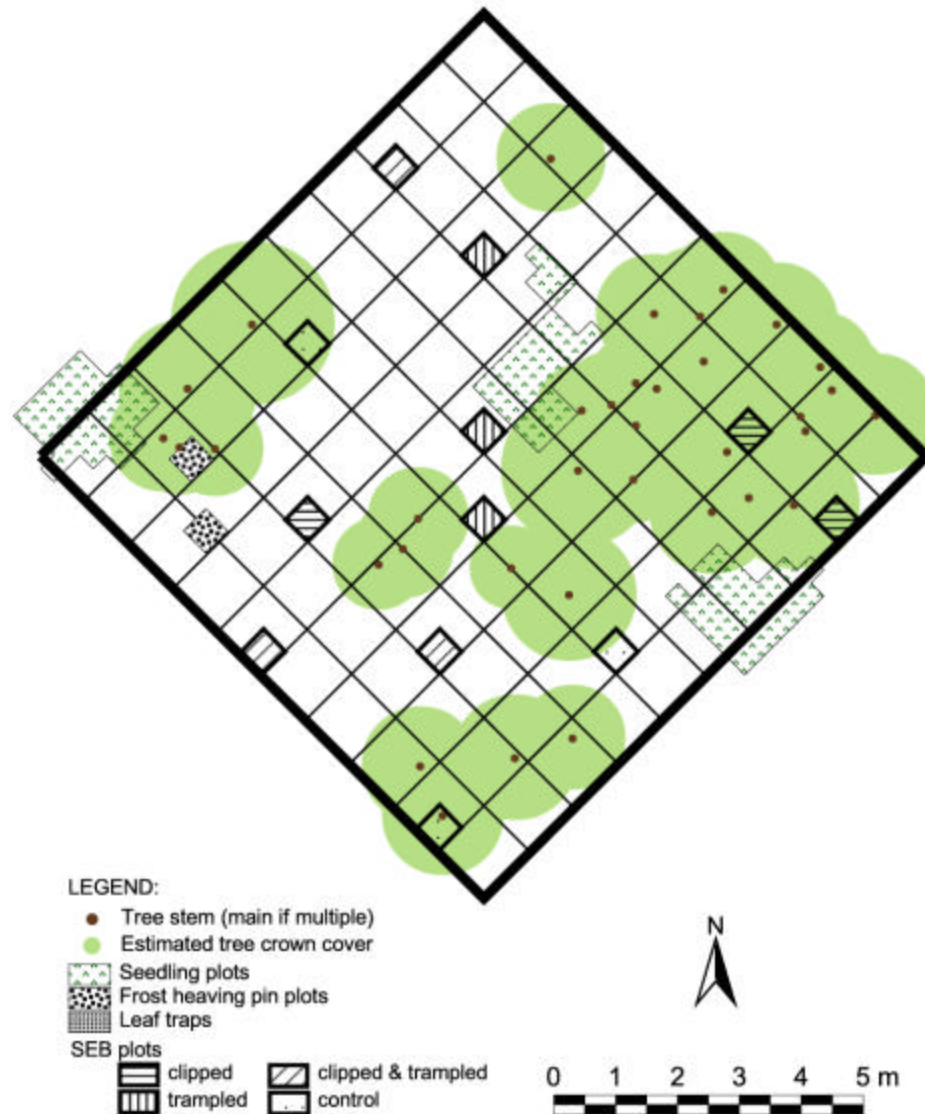 LEGEND:
Tree stem (main if multiple)
Estimated tree crown cover
Seedling plots
Frost heaving pin plots
Leaf traps
SEB plots
clipped clipped & trampled
trampled control
N
0 1 2 3 4 5 m